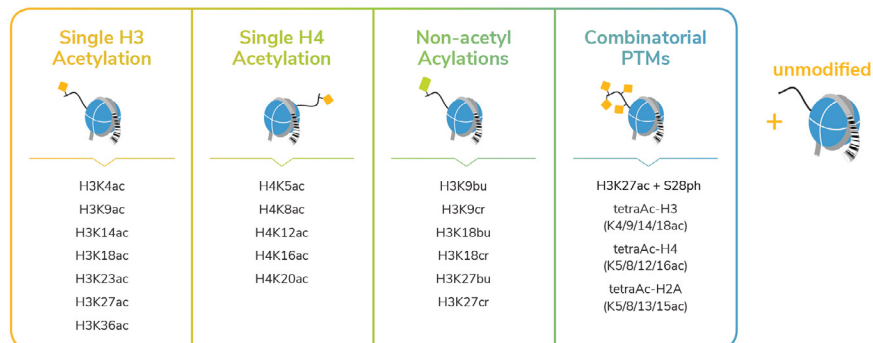 Single H3
Acetylation
H3K4ac
H3K9ac
H3K14ac
H3K18ac
H3K23ac
H3K27ac
H3K36ac
Single H4
Acetylation
H4K5ac
H4K8ac
H4K12ac
H4K16ac
H4K20ac
Non-acetyl
Acylations
H3K9bu
H3K9cr
H3K18bu
H3K18cr
H3K27bu
H3K27cr
Combinatorial
PTMs
H3K27ac + S28ph
tetraAc-H3
(K4/9/14/18ac)
tetraAc-H4
(K5/8/12/16ac)
tetraAc-H2A
(K5/8/13/15ac)
unmodified
+